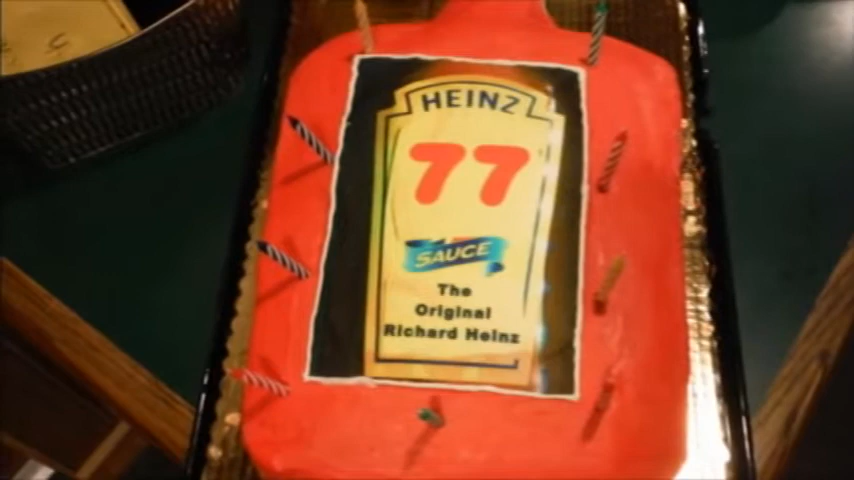 HEINZ
77
SAUCE
The
Original
Richard Heinz